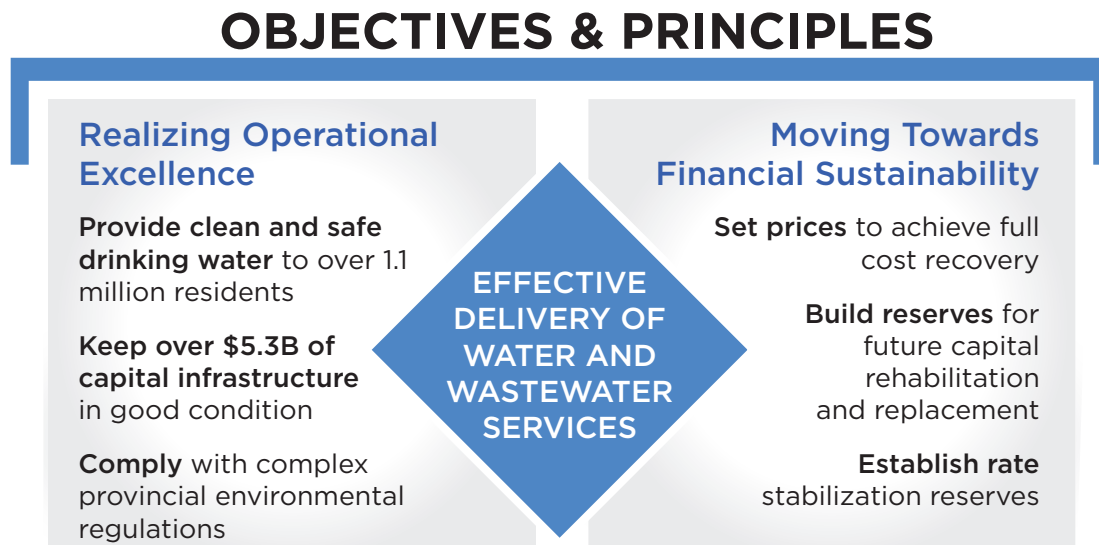 OBJECTIVES & PRINCIPLES
Realizing Operational
Excellence
Provide clean and safe
drinking water to over 1.1
million residents
Keep over $5.3B of
capital infrastructure
in good condition
Comply with complex
provincial environmental
regulations
EFFECTIVE
DELIVERY OF
WATER AND
WASTEWATER
SERVICES
Moving Towards
Financial Sustainability
Set prices to achieve full
cost recovery
Build reserves for
future capital
rehabilitation
and replacement
Establish rate
stabilization reserves